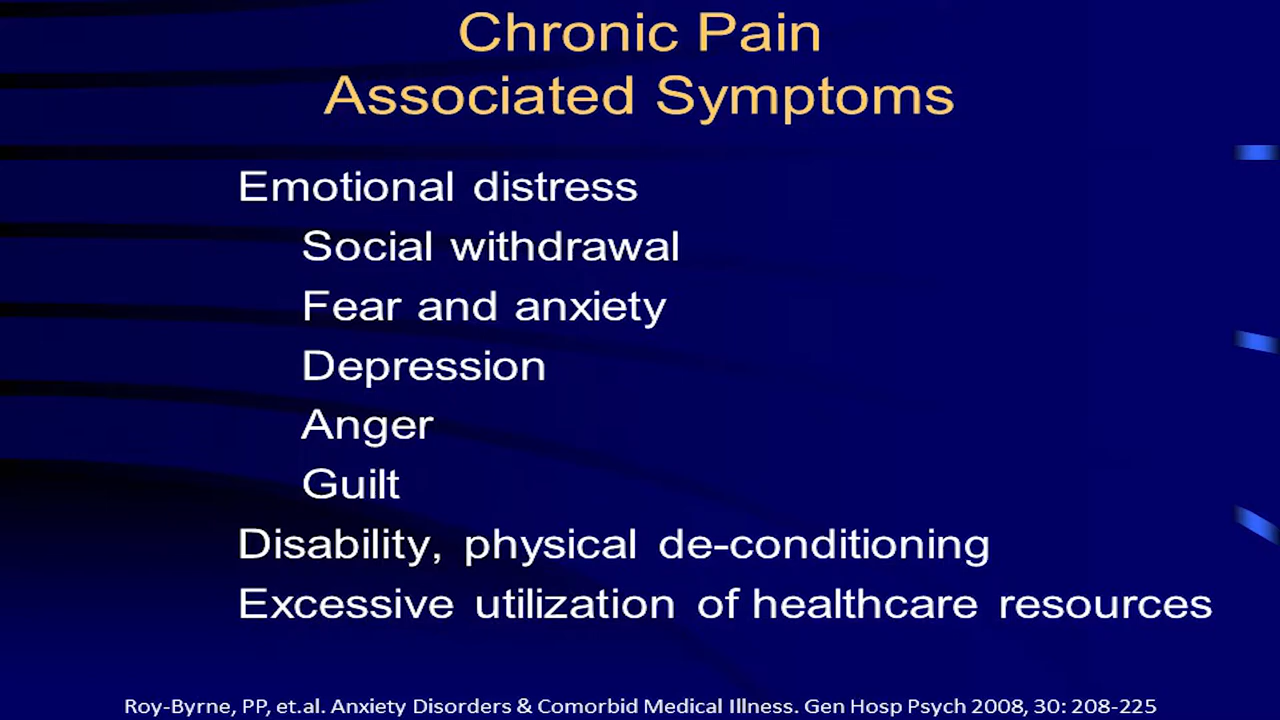 Chronic Pain
Associated Symptoms
Emotional distress
Social withdrawal
Fear and anxiety
Depression
Anger
Guilt
Disability, physical de-conditioning
Excessive utilization of healthcare resources
Roy-Byrne, PP, et.al. Anxiety Disorders & Comorbid Medical Illness. Gen Hosp Psych 2008, 30: 208-225